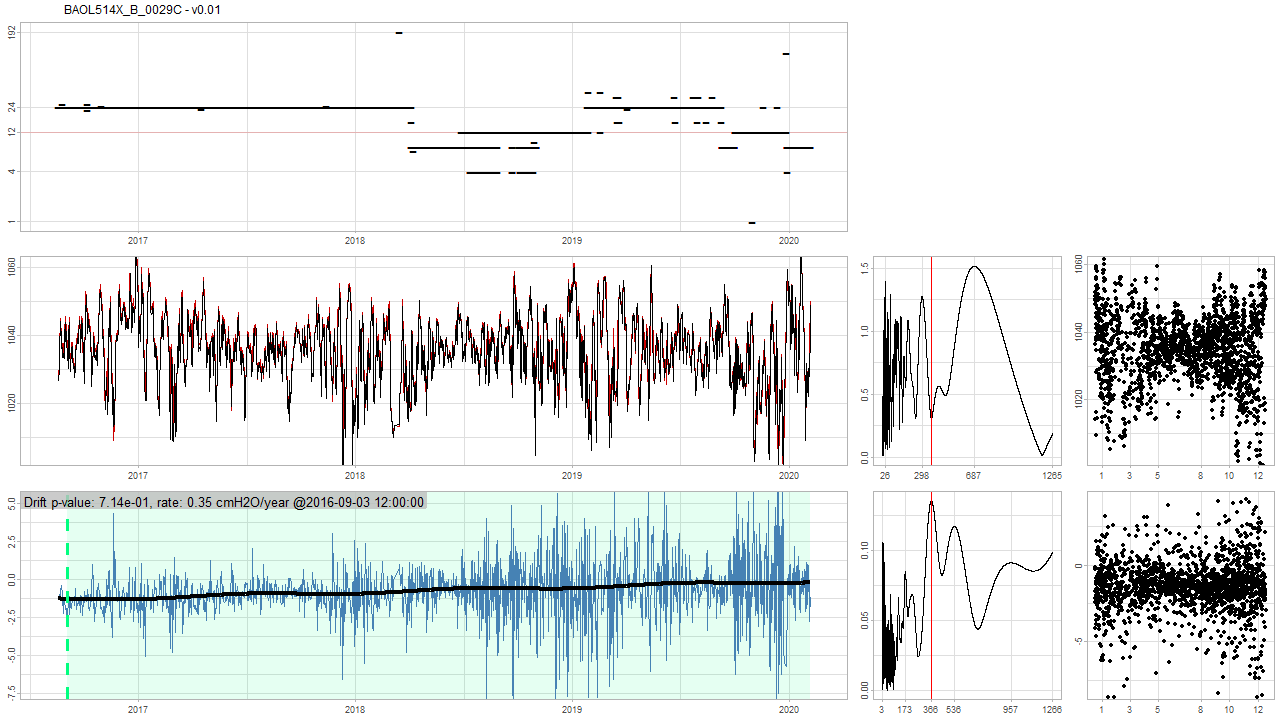 BAOL514X_B_0029C - v0.01
192
24
12
4
1
2017 2018 2019 2020
1060
1040
1020
2017 2018 2019 2020
1.5
1.0
0.5
0.0
26 298 687 1265
1060
1040
1020
1 3 5 8 10 12
Drift p-value: 7.14e-01, rate: 0.35 cmH2O/year @2016-09-03 12:00:00
5.0
2.5
0.0
-2.5
-5.0
-7.5
2017 2018 2019 2020
0.10
0.05
0.00
3 173 366 536 957 1266
0
-5
1 3 5 8 10 12